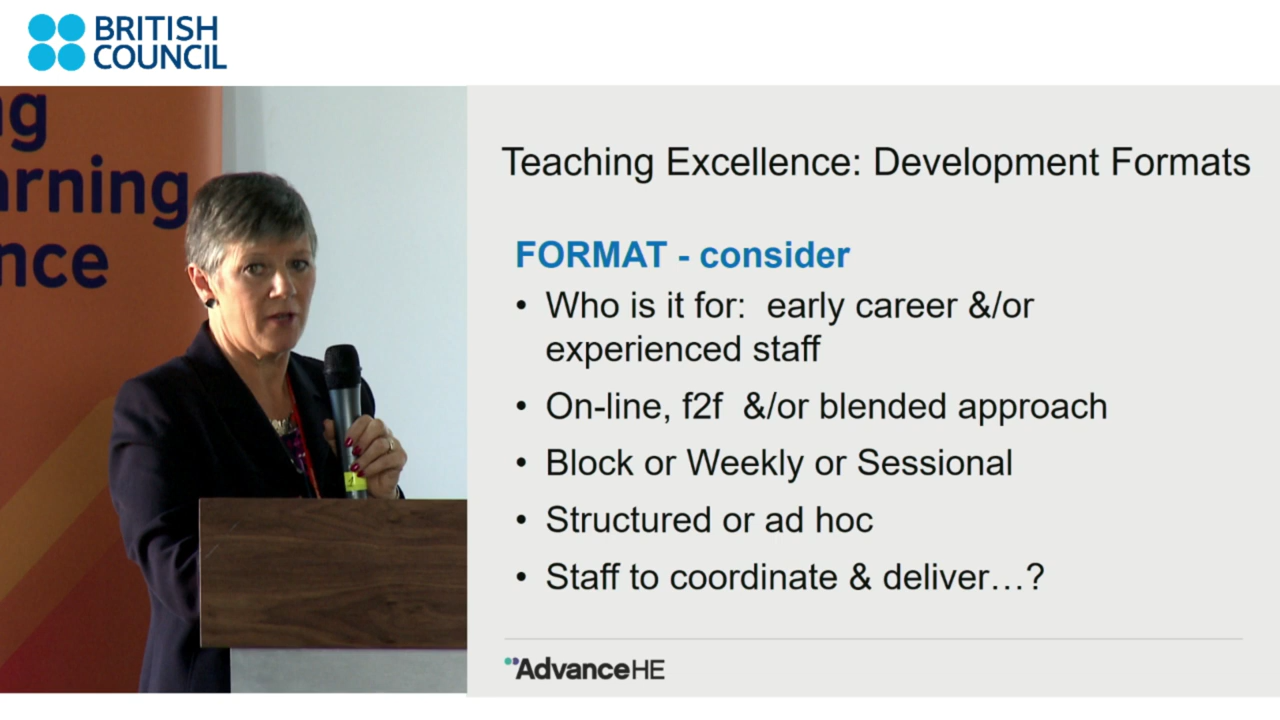 BRITISH
COUNCIL
Teaching Excellence: Development Formats
FORMAT - consider
• Who is it for:  early career &/or
experienced staff
• On-line, f2f  &/or blended approach
• Block or Weekly or Sessional
• Structured or ad hoc
• Staff to coordinate & deliver…?
AdvanceHE